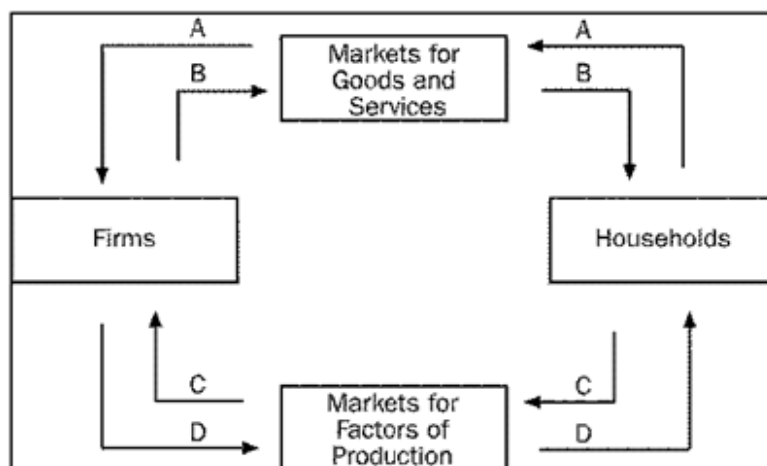 A
Markets for
Goods and
Services
A
B
B
Firms
Households
C
Markets for
Factors of
Production
C
D
D